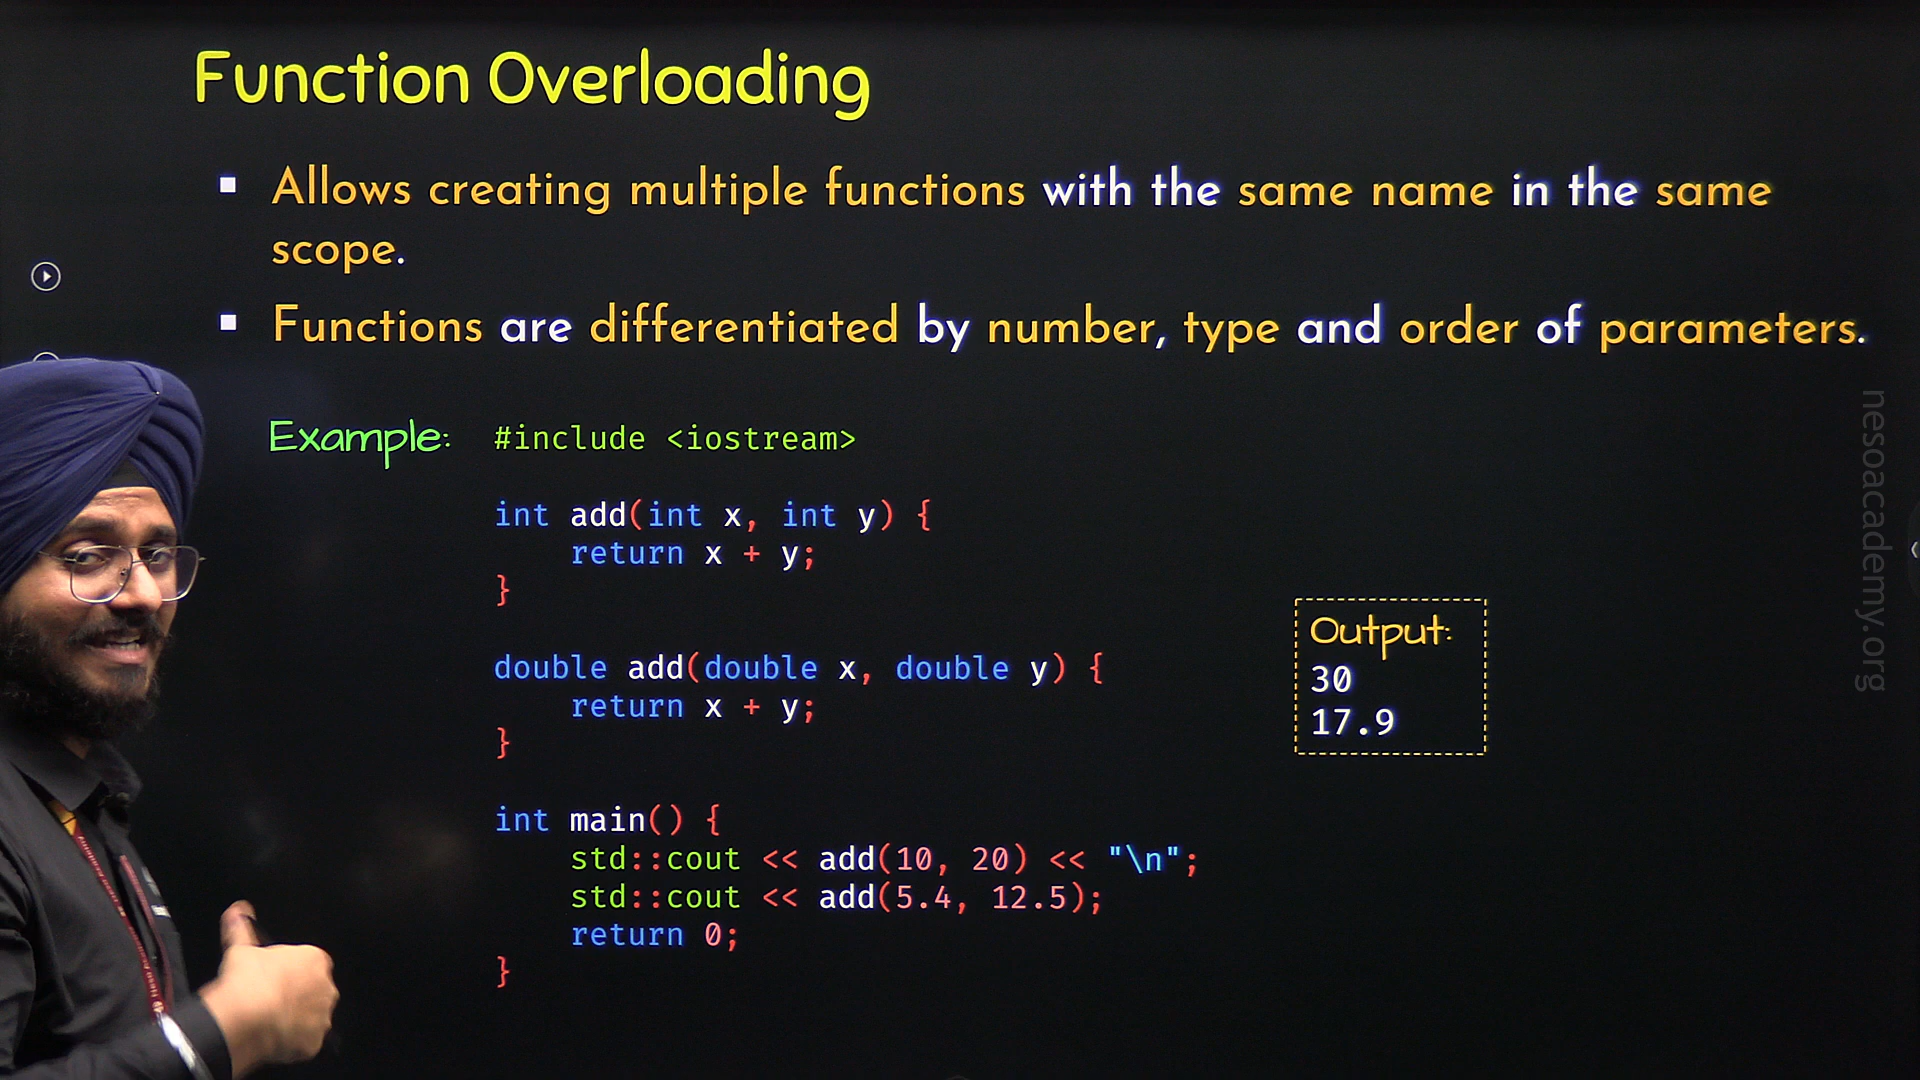 Function Overloading
▪ Allows creating multiple functions with the same name in the same
scope.
▪ Functions are differentiated by number, type and order of parameters.
Example:
#include <iostream>
int add(int x, int y) {
    return x + y;
}
double add(double x, double y) {
    return x + y;
}
int main() {
    std::cout << add(10, 20) << "\n";
    std::cout << add(5.4, 12.5);
    return 0;
}
Output:
30
17.9
nesoacademy.org